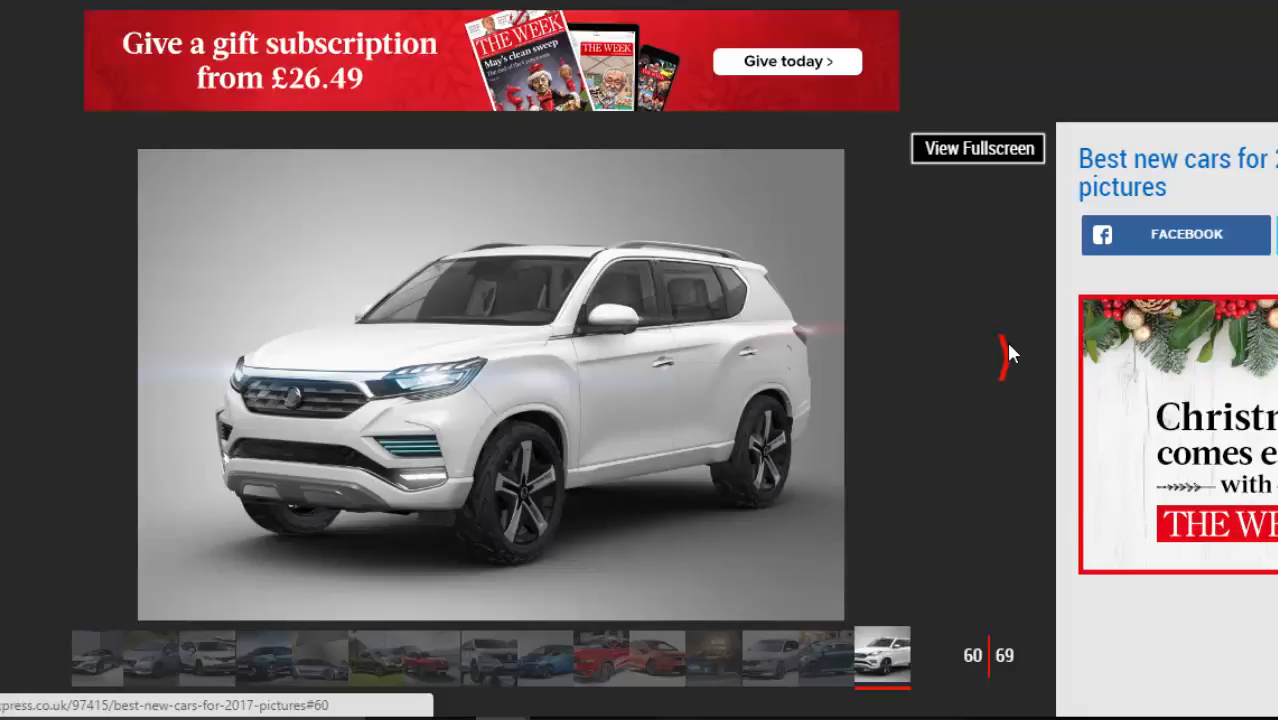 Give a gift subscription
from £26.49
THE WEEK
May's clean sweep
THE WEEK
Give today >
View Fullscreen
Best new cars for 2
pictures
FACEBOOK
Christm
comes e
with
THE WE
60 69
xpress.co.uk/97415/best-new-cars-for-2017-pictures#60